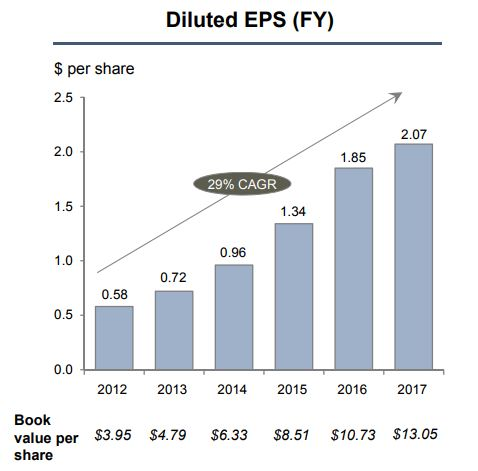 Diluted EPS (FY)
$ per share
2.5
2.0
1.5
1.0
0.5
0.0
29% CAGR
0.58
0.72
0.96
1.34
1.85
2.07
2012 2013 2014 2015 2016 2017
Book
value per
share
$3.95 $4.79 $6.33 $8.51 $10.73 $13.05